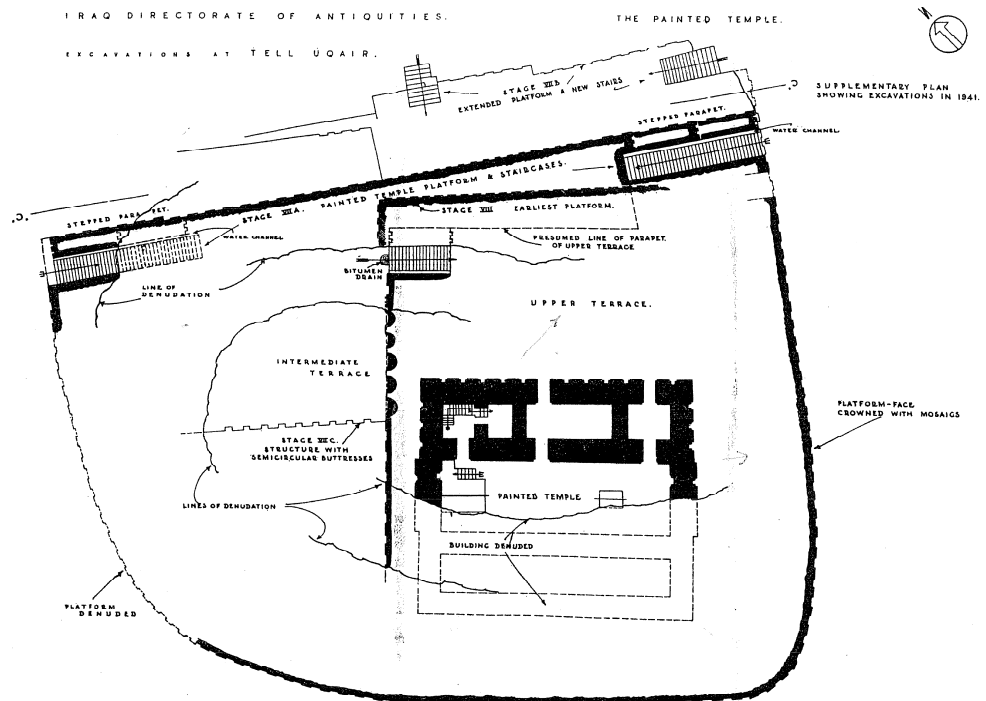 IRAQ DIRECTORATE OF ANTIQUITIES.
THE PAINTED TEMPLE.
N
EXCAVATIONS AT TELL UQAIR.
STAGE VII B
EXTENDED PLATFORM & NEW STAIRS
C.
SUPPLEMENTARY PLAN
SHOWING EXCAVATIONS IN 1941.
STEPPED PARAPET.
WATER CHANNEL.
STAGE VII A. PAINTED TEMPLE PLATFORM & STAIRCASES.
C.
STEPPED PARAPET.
WATER CHANNEL
STAGE VIII EARLIEST PLATFORM.
PRESUMED LINE OF PARAPET
OF UPPER TERRACE
BITUMEN
DRAIN
LINE OF
DENUDATION
UPPER TERRACE.
INTERMEDIATE
TERRACE
PLATFORM-FACE
CROWNED WITH MOSAICS
STAGE VII C.
STRUCTURE WITH
SEMICIRCULAR BUTTRESSES
PAINTED TEMPLE
LINES OF DENUDATION
BUILDING DENUDED
PLATFORM
DENUDED